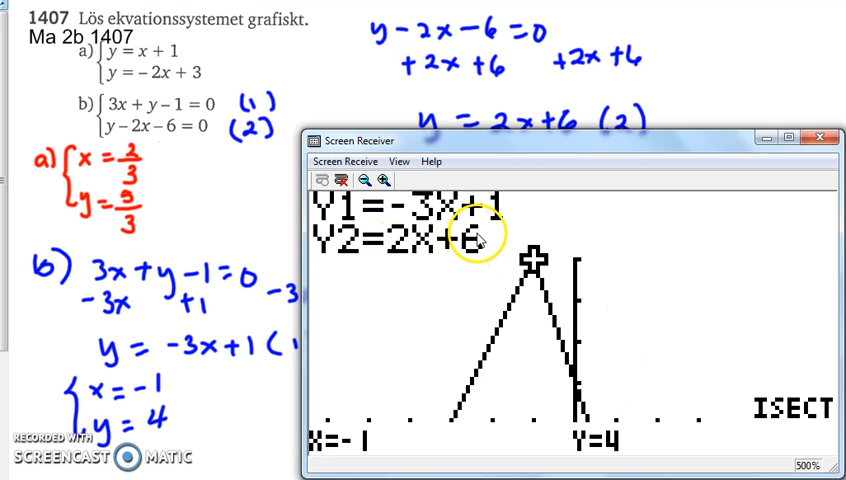 1407 Lös ekvationssystemet grafiskt.
Ma 2b 1407
a) y = x + 1
y = -2x + 3
b) 3x + y - 1 = 0 (1)
y - 2x - 6 = 0 (2)
a) x = 2/3
y = 5/3
b) 3x + y - 1 = 0
-3x +1 -3
y = -3x + 1 (1
x = -1
y = 4
y - 2x - 6 = 0
+ 2x + 6 + 2x + 6
y = 2x + 6 (2)
Screen Receiver
Screen Receive View Help
Y1=-3X+1
Y2=2X+6
ISECT
X=-1 Y=4
500%
RECORDED WITH
SCREENCAST MATIC